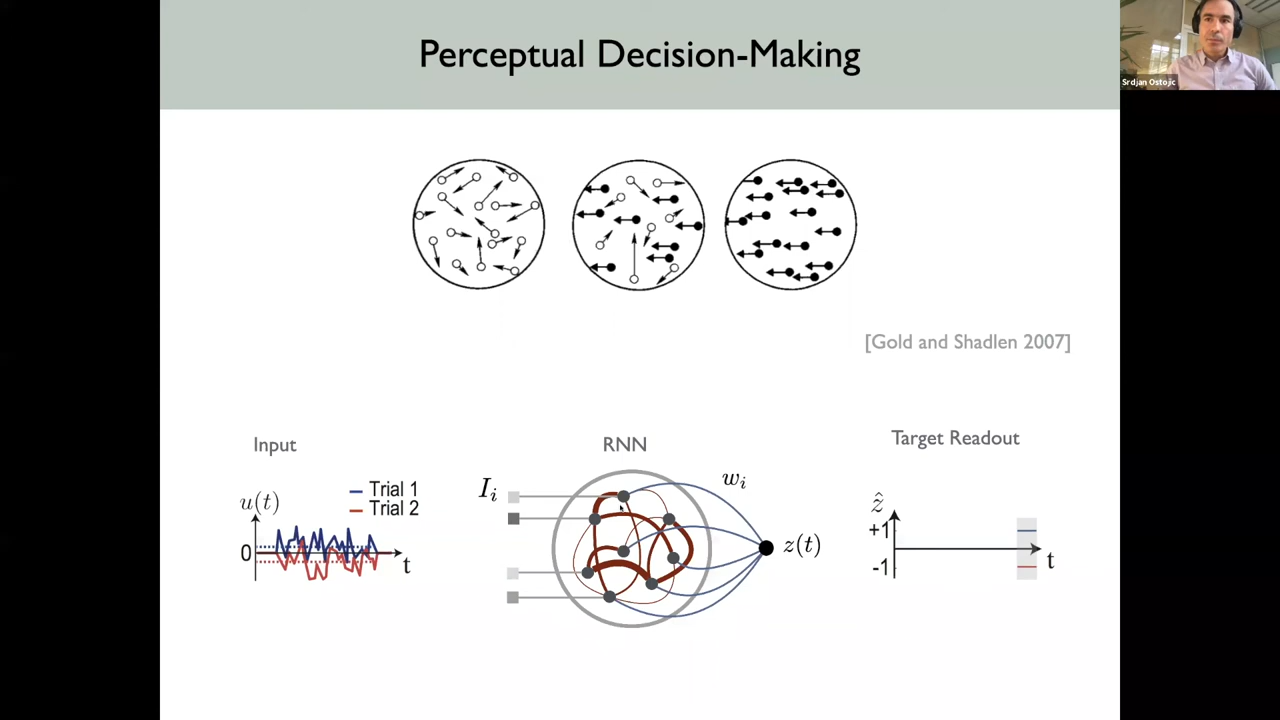 Perceptual Decision-Making
Srdjan Ostojic
[Gold and Shadlen 2007]
Input
RNN
Target Readout
u(t)
Trial 1
Trial 2
0
t
I_i
w_i
z(t)
ẑ
+1
-1
t